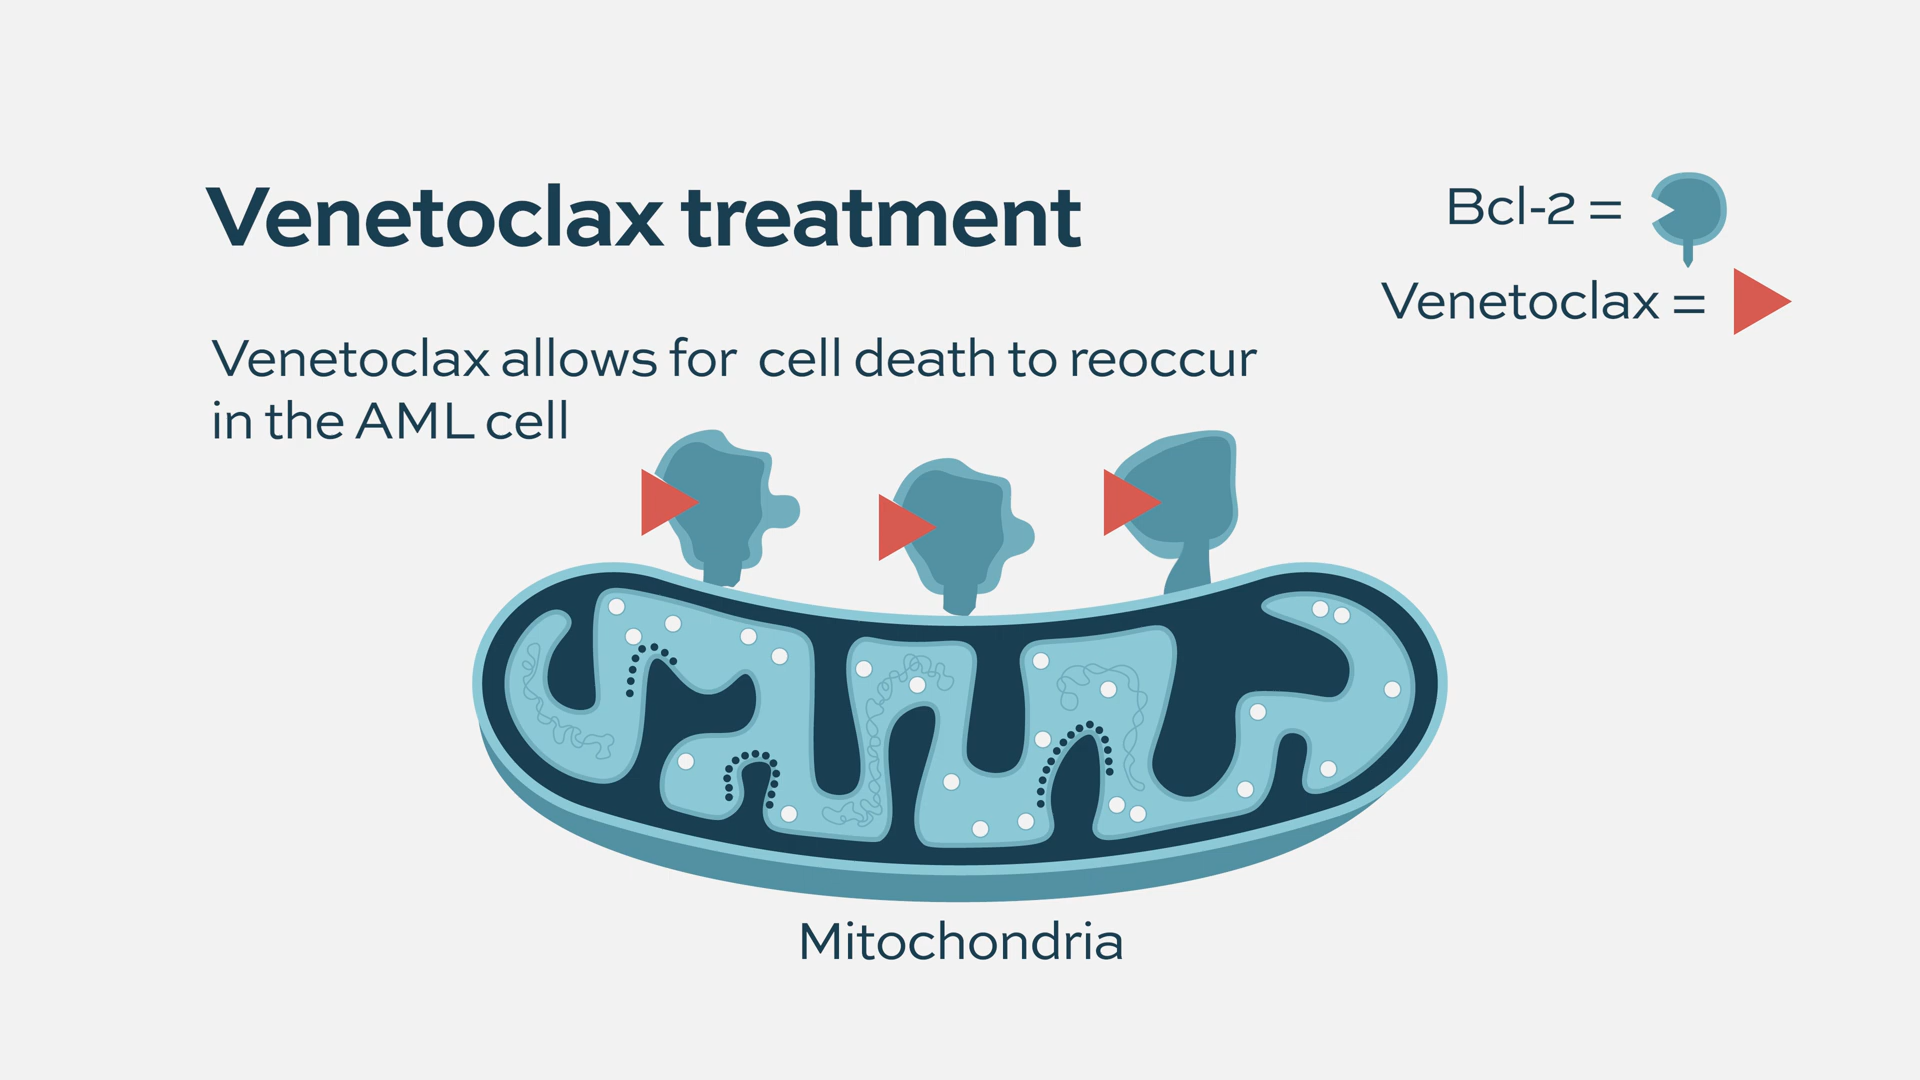 Venetoclax treatment
Bcl-2 =
Venetoclax =
Venetoclax allows for cell death to reoccur
in the AML cell
Mitochondria